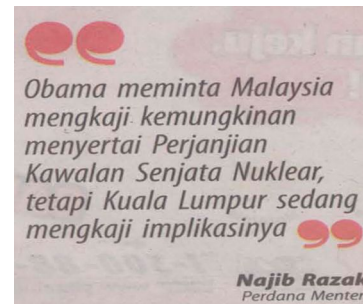 Obama meminta Malaysia
mengkaji kemungkinan
menyertai Perjanjian
Kawalan Senjata Nuklear,
tetapi Kuala Lumpur sedang
mengkaji implikasinya
Najib Razak
Perdana Menter